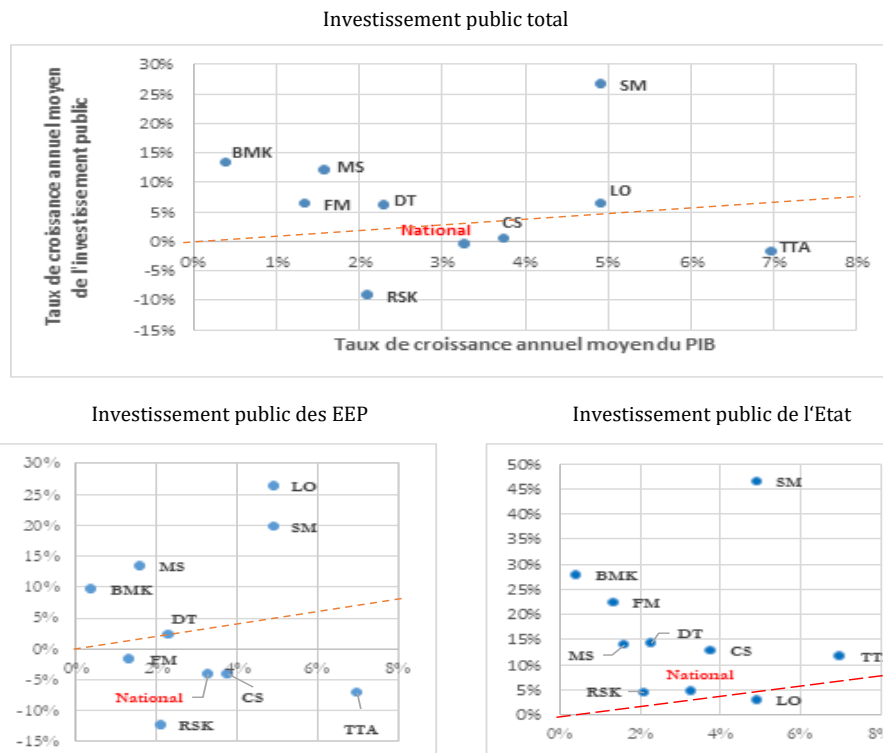 Investissement public total
Taux de croissance annuel moyen
de l'investissement public
30%
25%
20%
15%
10%
5%
0%
-5%
-10%
-15%
SM
BMK
MS
LO
FM
DT
National
CS
TTA
RSK
0% 1% 2% 3% 3% 4% 5% 6% 7% 8%
Taux de croissance annuel moyen du PIB
Investissement public des EEP
30%
25%
20%
15%
10%
5%
0%
-5%
-10%
-15%
LO
SM
MS
BMK
DT
FM
0% 2% 4% 6% 8%
National
CS
RSK
TTA
Investissement public de l'Etat
50%
45%
40%
35%
30%
25%
20%
15%
10%
5%
0%
SM
BMK
FM
DT
MS
CS
TT
National
RSK
LO
0% 2% 4% 6% 8%